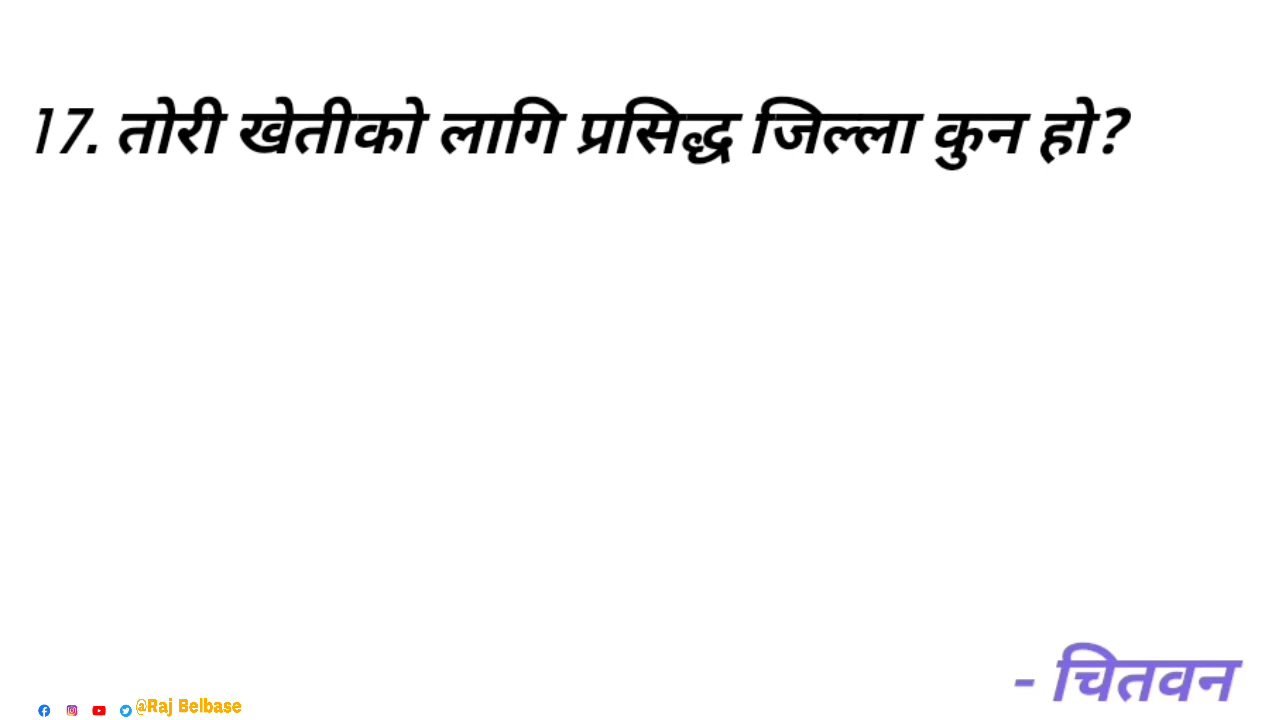 17. तोरी खेतीको लागि प्रसिद्ध जिल्ला कुन हो?
- चितवन
@Raj Belbase